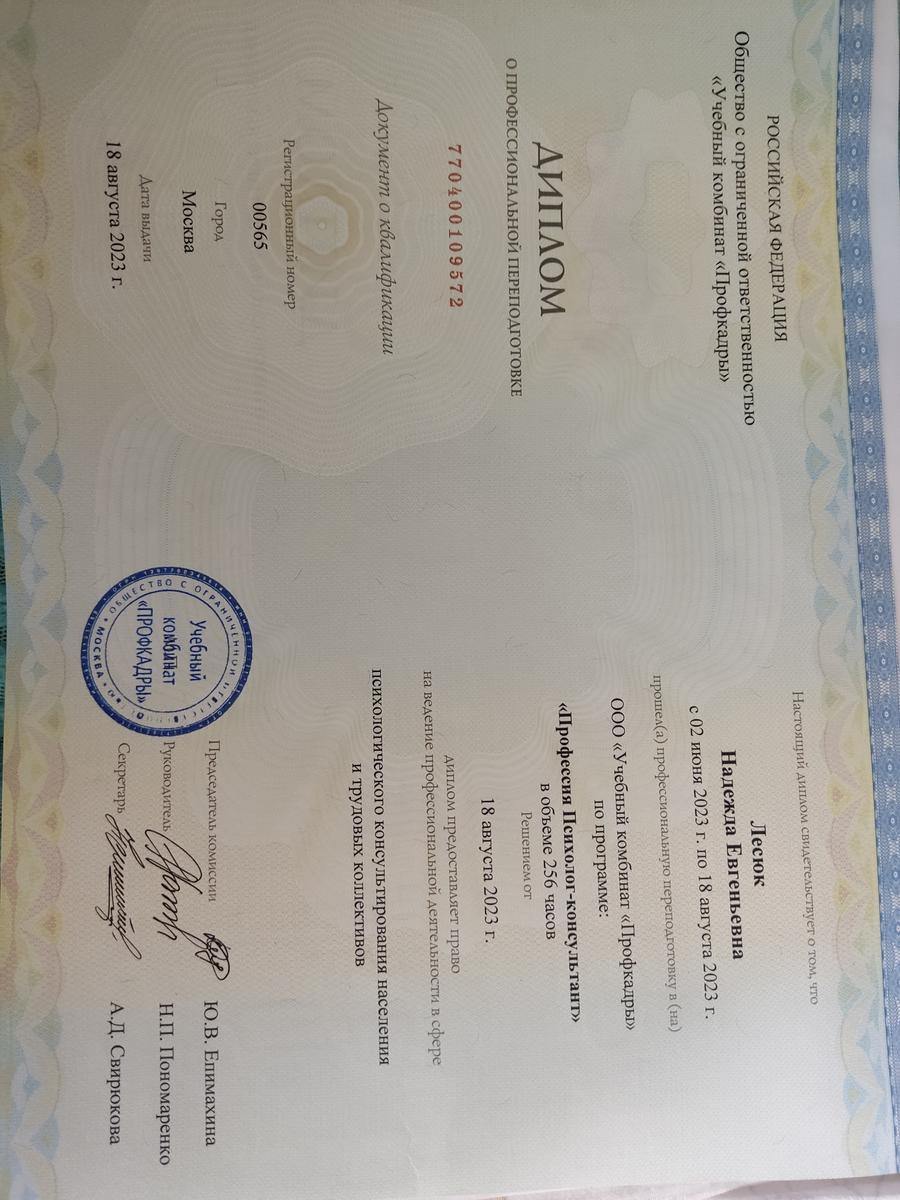 РОССИЙСКАЯ ФЕДЕРАЦИЯ
Общество с ограниченной ответственностью
«Учебный комбинат «Профкадры»
ДИПЛОМ
О ПРОФЕССИОНАЛЬНОЙ ПЕРЕПОДГОТОВКЕ
770400109572
Документ о квалификации
Регистрационный номер
00565
Город
Москва
Дата выдачи
18 августа 2023 г.
Настоящий диплом свидетельствует о том, что
Лесюк
Надежда Евгеньевна
с 02 июня 2023 г. по 18 августа 2023 г.
прошел(а) профессиональную переподготовку в (на)
ООО «Учебный комбинат «Профкадры»
по программе:
«Профессия Психолог-консультант»
в объеме 256 часов
Решением от
18 августа 2023 г.
диплом предоставляет право
на ведение профессиональной деятельности в сфере
психологического консультирования населения
и трудовых коллективов
Председатель комиссии Ю.В. Епимахина
Руководитель Н.П. Пономаренко
Секретарь А.Д. Свирюкова
ОБЩЕСТВО С ОГРАНИЧЕННОЙ
МОСКВА
Учебный
комбинат
«ПРОФКАДРЫ»